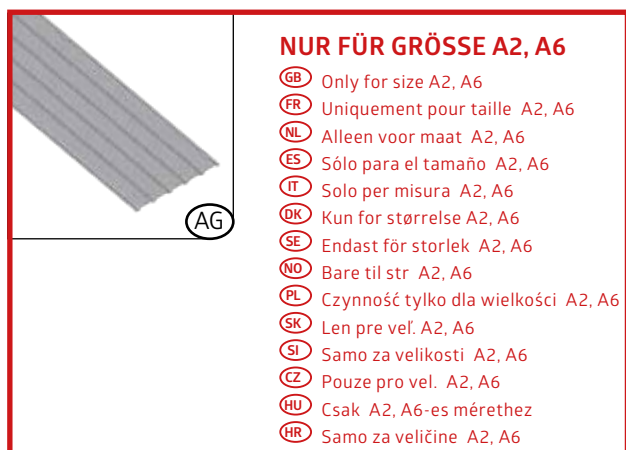 AG
NUR FÜR GRÖSSE A2, A6
GB Only for size A2, A6
FR Uniquement pour taille A2, A6
NL Alleen voor maat A2, A6
ES Sólo para el tamaño A2, A6
IT Solo per misura A2, A6
DK Kun for størrelse A2, A6
SE Endast för storlek A2, A6
NO Bare til str A2, A6
PL Czynność tylko dla wielkości A2, A6
SK Len pre veľ. A2, A6
SI Samo za velikosti A2, A6
CZ Pouze pro vel. A2, A6
HU Csak A2, A6-es mérethez
HR Samo za veličine A2, A6